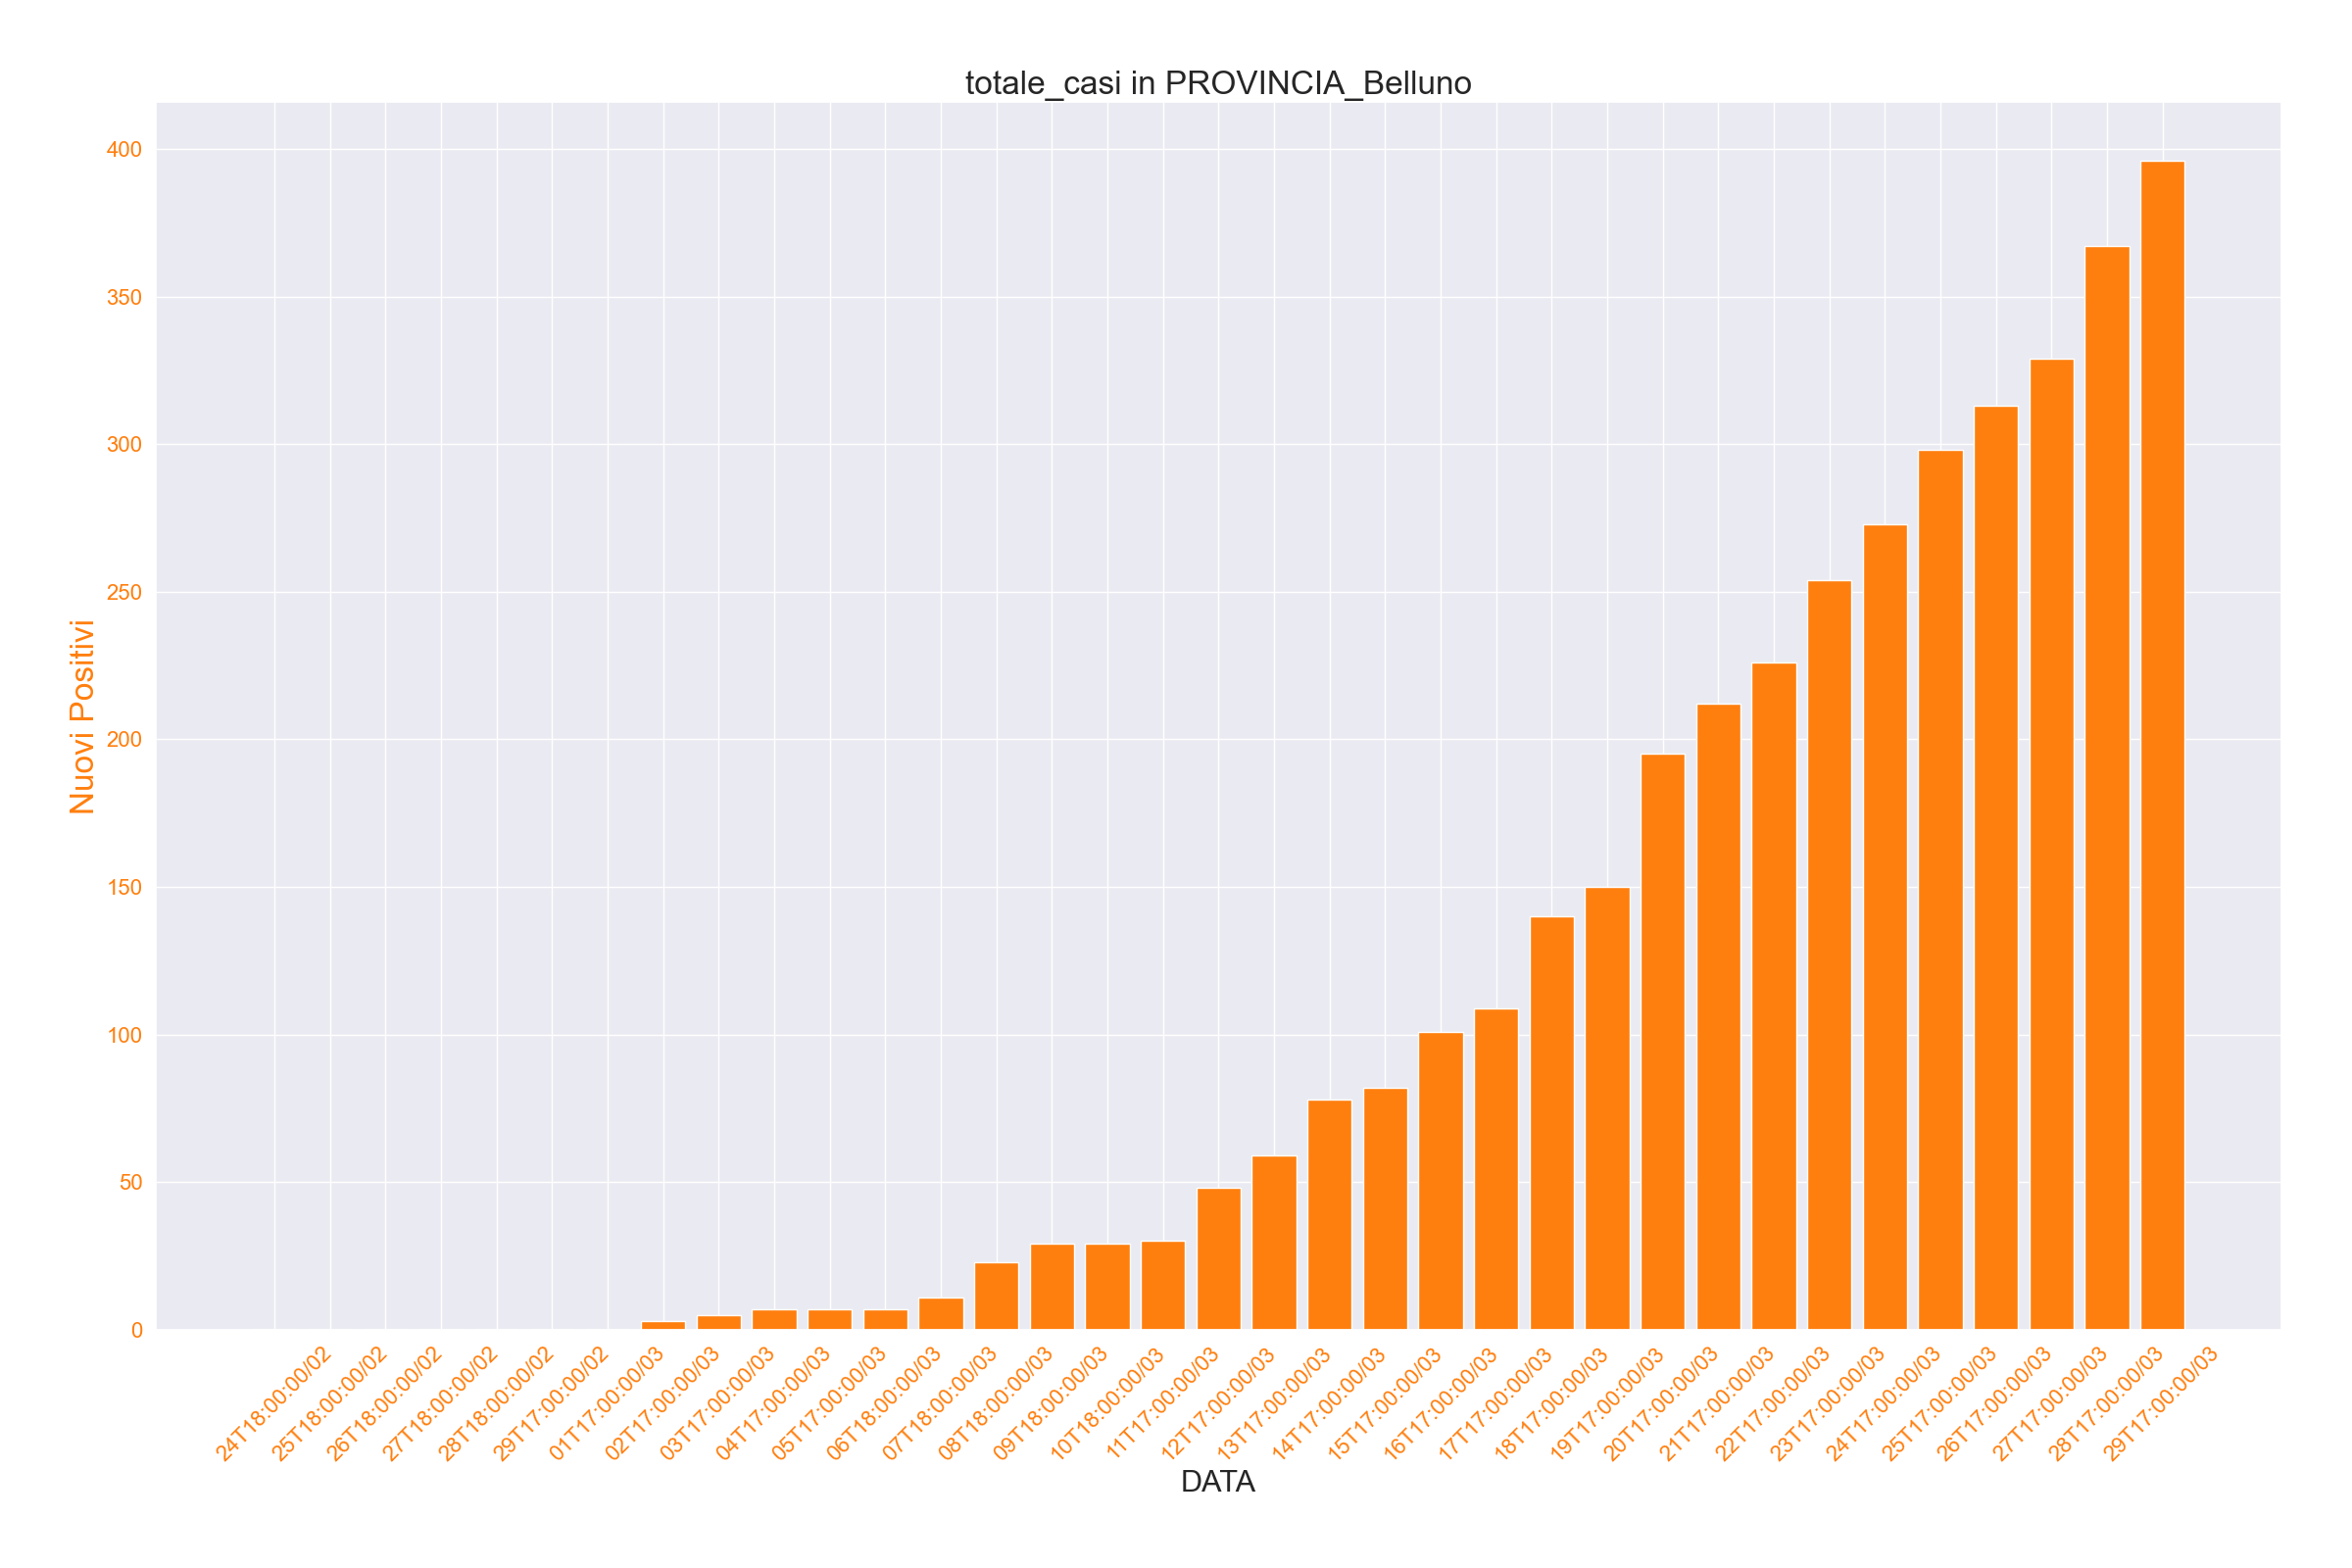 totale_casi in PROVINCIA_Belluno
400
350
300
250
200
150
100
50
0
Nuovi Positivi
24T18:00:00/02
25T18:00:00/02
26T18:00:00/02
27T18:00:00/02
28T18:00:00/02
29T17:00:00/02
01T17:00:00/03
02T17:00:00/03
03T17:00:00/03
04T17:00:00/03
05T17:00:00/03
06T18:00:00/03
07T18:00:00/03
08T18:00:00/03
09T18:00:00/03
10T18:00:00/03
11T17:00:00/03
12T17:00:00/03
13T17:00:00/03
14T17:00:00/03
15T17:00:00/03
16T17:00:00/03
17T17:00:00/03
18T17:00:00/03
19T17:00:00/03
20T17:00:00/03
21T17:00:00/03
22T17:00:00/03
23T17:00:00/03
24T17:00:00/03
25T17:00:00/03
26T17:00:00/03
27T17:00:00/03
28T17:00:00/03
29T17:00:00/03
DATA